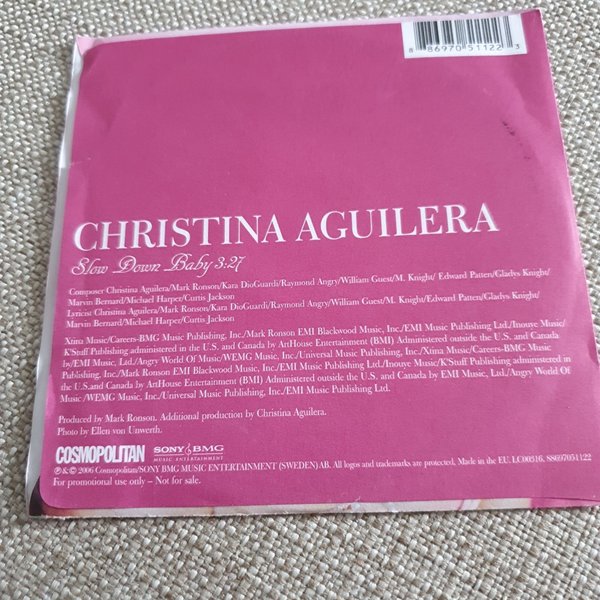 8 86970 51122 3
CHRISTINA AGUILERA
Slow Down Baby 3:27
Composer Christina Aguilera/Mark Ronson/Kara DioGuardi/Raymond Angry/William Guest/M. Knight/ Edward Patten/Gladys Knight/
Marvin Bernard/Michael Harper/Curtis Jackson
Lyricist Christina Aguilera/Mark Ronson/Kara DioGuardi/Raymond Angry/William Guest/M. Knight/Edward Patten/Gladys Knight/
Marvin Bernard/Michael Harper/Curtis Jackson
Xtina Music/Careers-BMG Music Publishing, Inc./Mark Ronson EMI Blackwood Music, Inc./EMI Music Publishing Ltd./Inouye Music/
K'Stuff Publishing administered in the U.S. and Canada by ArtHouse Entertainment (BMI) Administered outside the U.S. and Canada
by/EMI Music, Ltd./Angry World Of Music/WEMG Music, Inc./Universal Music Publishing, Inc./Xtina Music/Careers-BMG Music
Publishing, Inc./Mark Ronson EMI Blackwood Music, Inc./EMI Music Publishing Ltd./Inouye Music/K'Stuff Publishing administered in
the U.S.and Canada by ArtHouse Entertainment (BMI) Administered outside the U.S. and Canada by EMI Music, Ltd./Angry World Of
Music/WEMG Music, Inc./Universal Music Publishing, Inc./EMI Music Publishing Ltd.
Produced by Mark Ronson. Additional production by Christina Aguilera.
Photo by Ellen von Unwerth.
COSMOPOLITAN SONY BMG
MUSIC ENTERTAINMENT
℗ & © 2006 Cosmopolitan/SONY BMG MUSIC ENTERTAINMENT (SWEDEN) AB. All logos and trademarks are protected. Made in the EU. LC00516. 88697051122
For promotional use only – Not for sale.